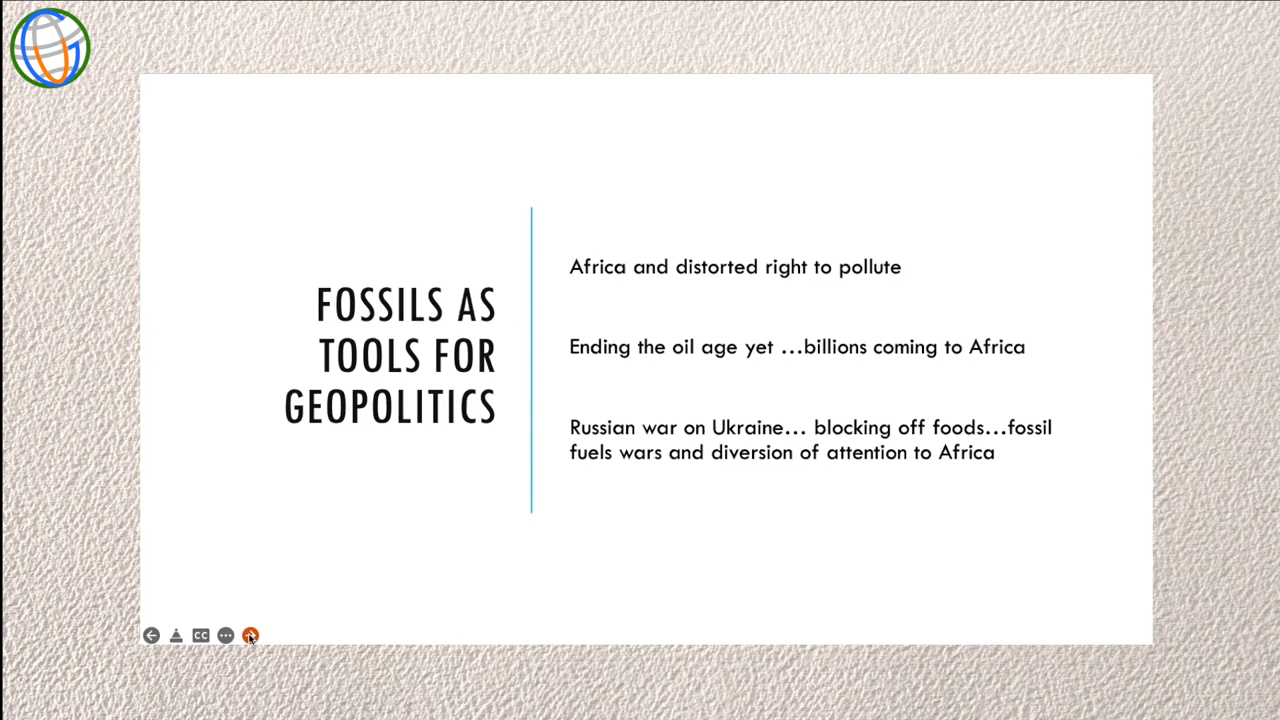 FOSSILS AS
TOOLS FOR
GEOPOLITICS
Africa and distorted right to pollute
Ending the oil age yet …billions coming to Africa
Russian war on Ukraine… blocking off foods…fossil
fuels wars and diversion of attention to Africa
CC